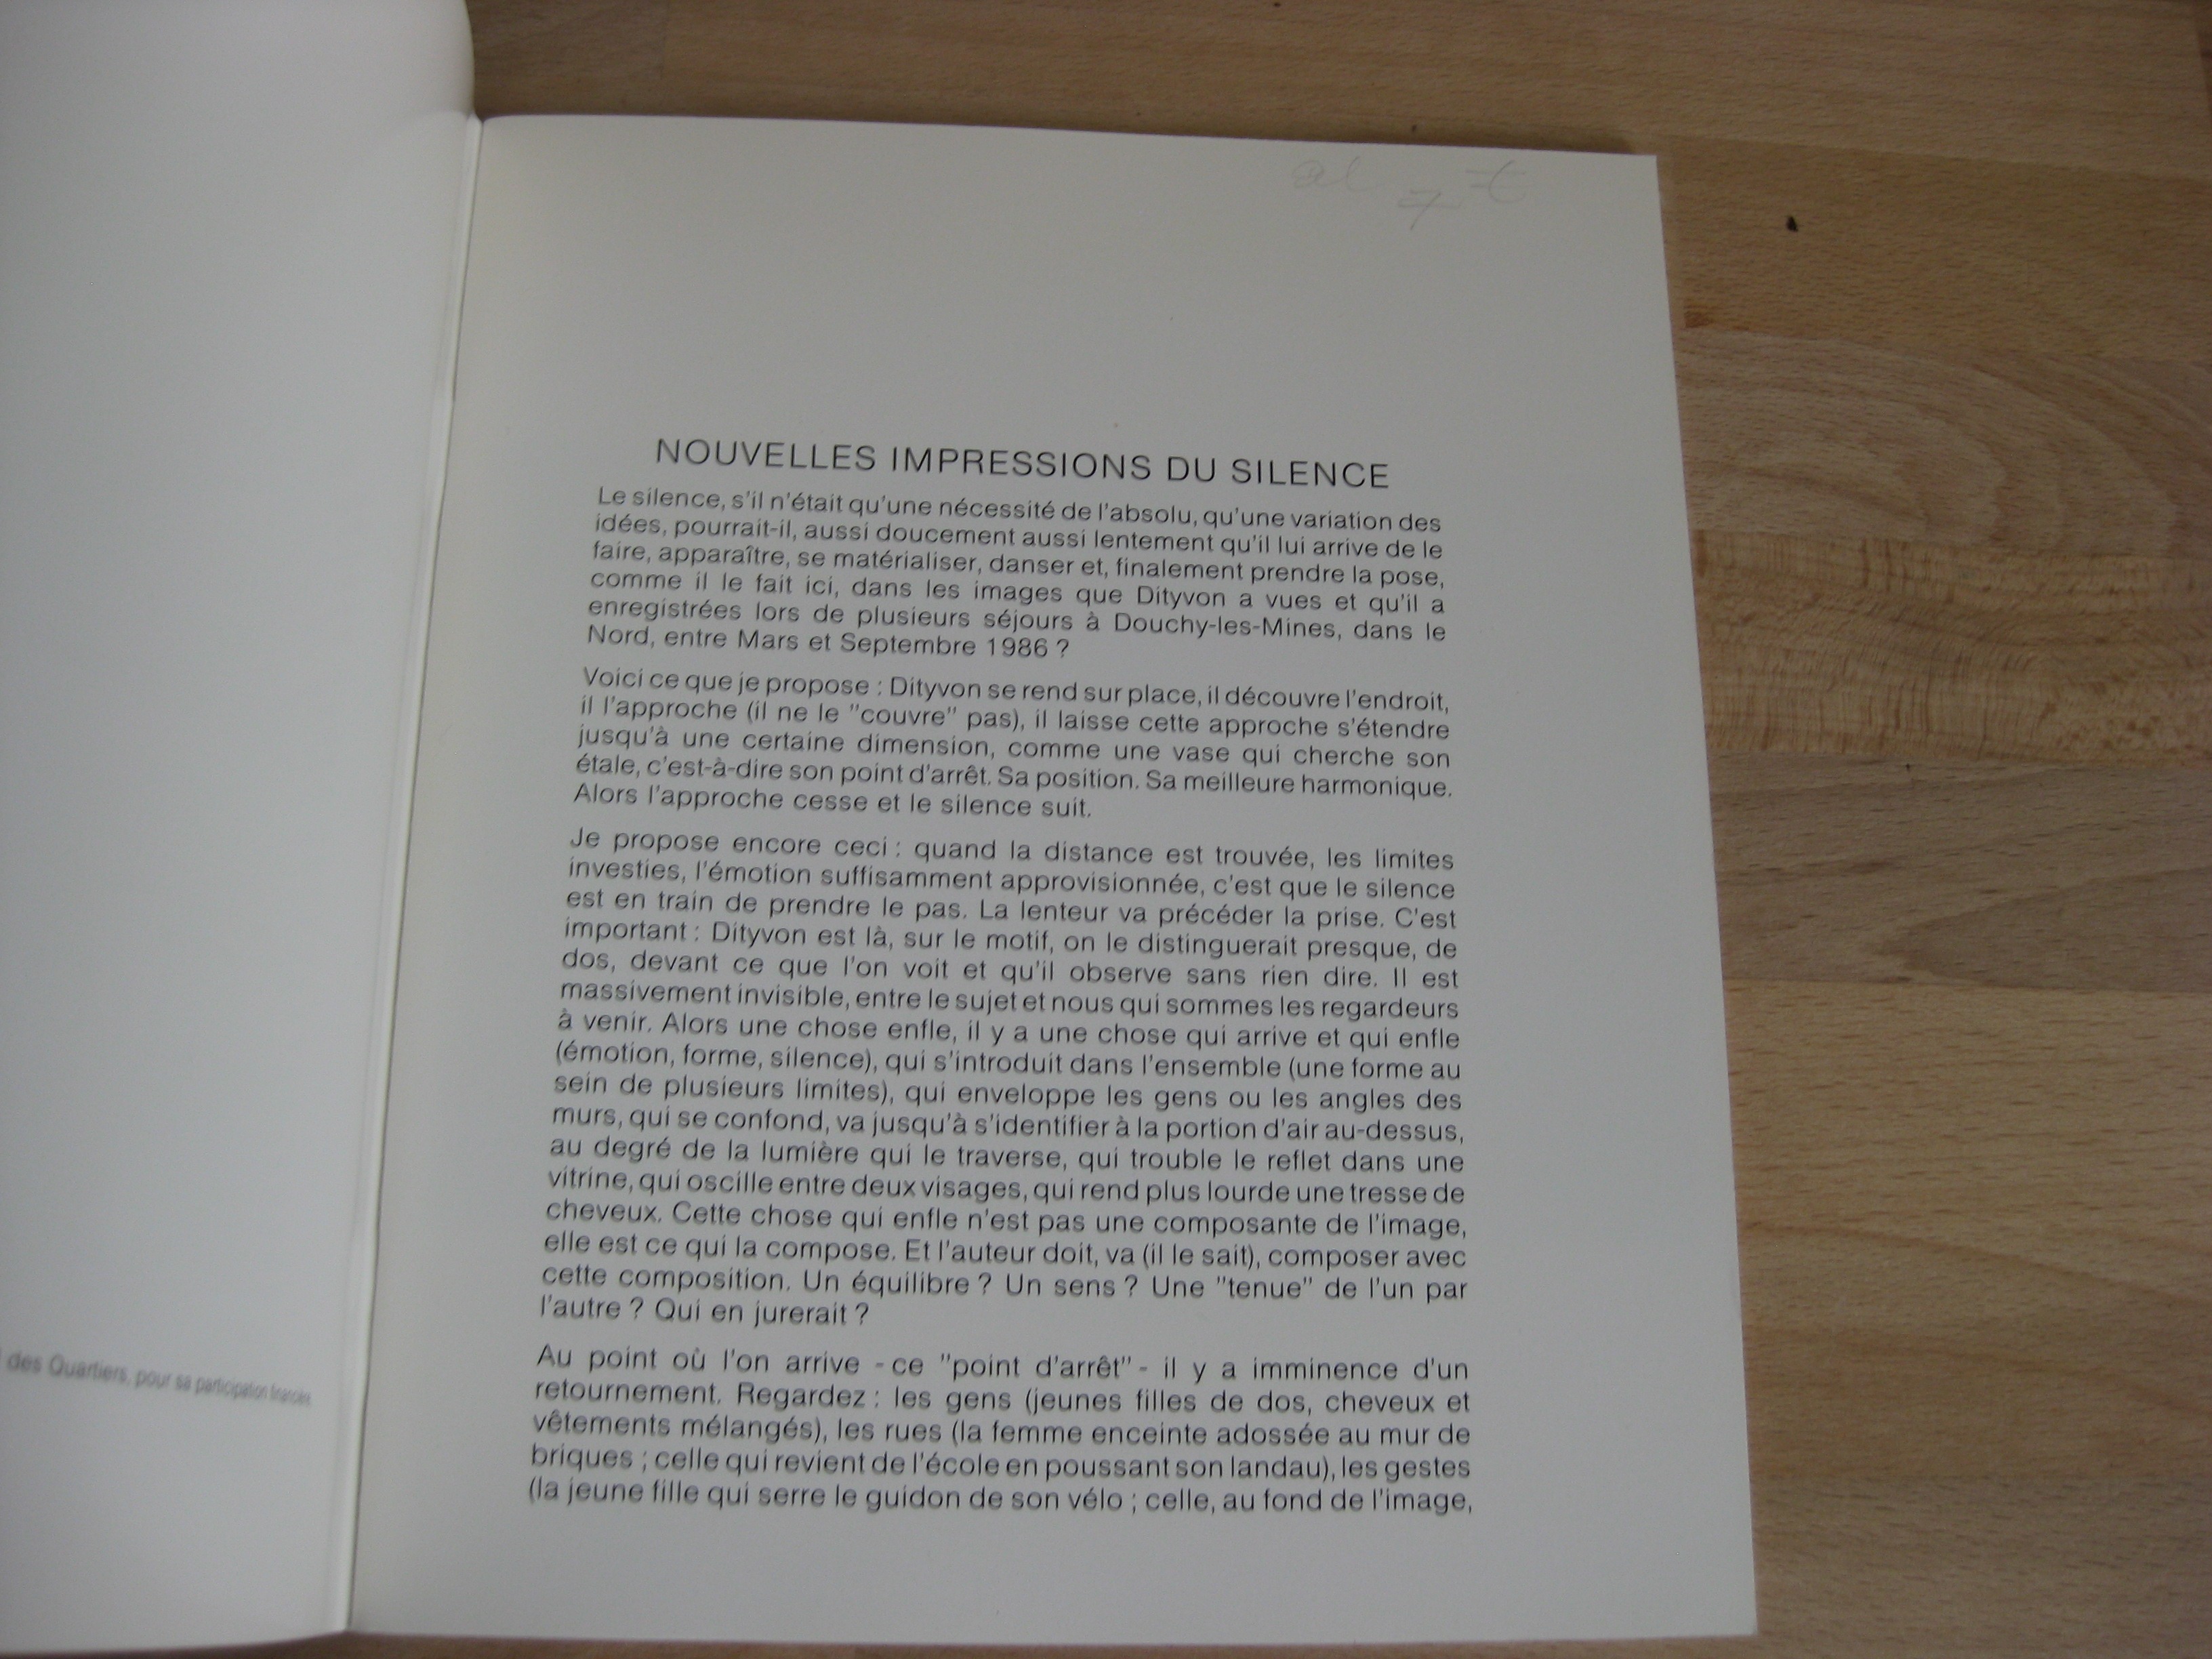 des Quartiers, pour sa participation
NOUVELLES IMPRESSIONS DU SILENCE
Le silence, s'il n'était qu'une nécessité de l'absolu, qu'une variation des
idées, pourrait-il, aussi doucement aussi lentement qu'il lui arrive de le
faire, apparaître, se matérialiser, danser et, finalement prendre la pose,
comme il le fait ici, dans les images que Dityvon a vues et qu'il a
enregistrées lors de plusieurs séjours à Douchy-les-Mines, dans le
Nord, entre Mars et Septembre 1986 ?
Voici ce que je propose : Dityvon se rend sur place, il découvre l'endroit,
il l'approche (il ne le "couvre" pas), il laisse cette approche s'étendre
jusqu'à une certaine dimension, comme une vase qui cherche son
étale, c'est-à-dire son point d'arrêt. Sa position. Sa meilleure harmonique.
Alors l'approche cesse et le silence suit.
Je propose encore ceci : quand la distance est trouvée, les limites
investies, l'émotion suffisamment approvisionnée, c'est que le silence
est en train de prendre le pas. La lenteur va précéder la prise. C'est
important : Dityvon est là, sur le motif, on le distinguerait presque, de
dos, devant ce que l'on voit et qu'il observe sans rien dire. Il est
massivement invisible, entre le sujet et nous qui sommes les regardeurs
à venir. Alors une chose enfle, il y a une chose qui arrive et qui enfle
(émotion, forme, silence), qui s'introduit dans l'ensemble (une forme au
sein de plusieurs limites), qui enveloppe les gens ou les angles des
murs, qui se confond, va jusqu'à s'identifier à la portion d'air au-dessus,
au degré de la lumière qui le traverse, qui trouble le reflet dans une
vitrine, qui oscille entre deux visages, qui rend plus lourde une tresse de
cheveux. Cette chose qui enfle n'est pas une composante de l'image,
elle est ce qui la compose. Et l'auteur doit, va (il le sait), composer avec
cette composition. Un équilibre ? Un sens ? Une "tenue" de l'un par
l'autre ? Qui en jurerait ?
Au point où l'on arrive - ce "point d'arrêt" - il y a imminence d'un
retournement. Regardez : les gens (jeunes filles de dos, cheveux et
vêtements mélangés), les rues (la femme enceinte adossée au mur de
briques ; celle qui revient de l'école en poussant son landau), les gestes
(la jeune fille qui serre le guidon de son vélo ; celle, au fond de l'image,